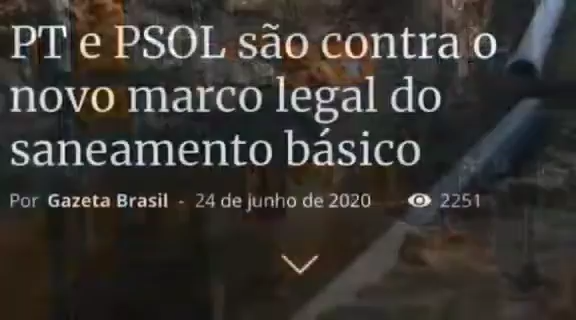 PT e PSOL são contra o
novo marco legal do
saneamento básico
Por Gazeta Brasil - 24 de junho de 2020 2251